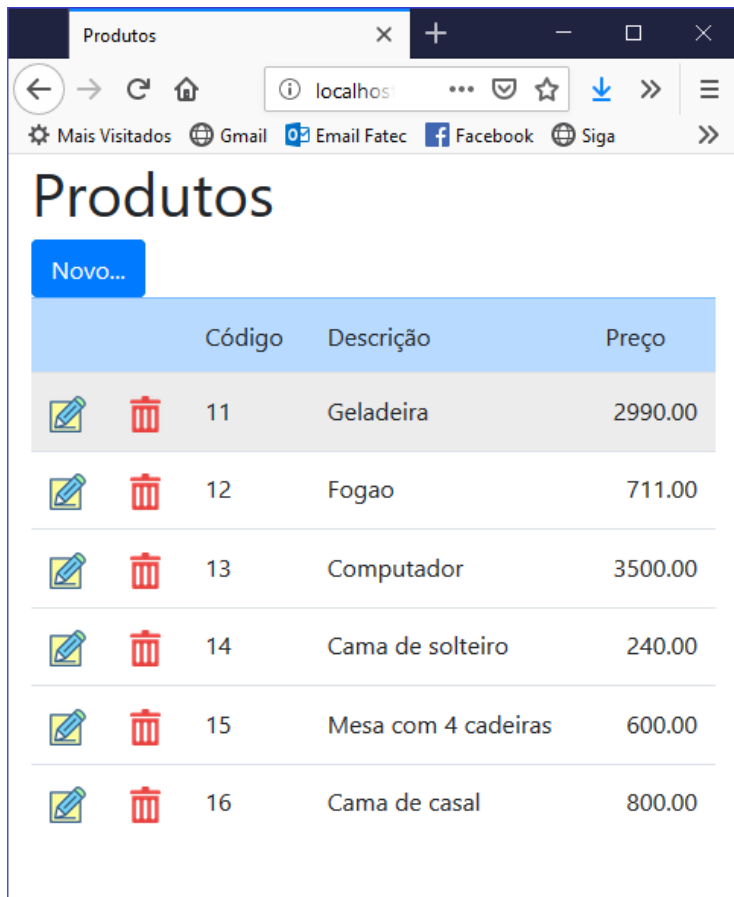 Produtos
localhos
Mais Visitados Gmail Email Fatec Facebook Siga
Produtos
Novo...
Código Descrição Preço
11 Geladeira 2990.00
12 Fogao 711.00
13 Computador 3500.00
14 Cama de solteiro 240.00
15 Mesa com 4 cadeiras 600.00
16 Cama de casal 800.00